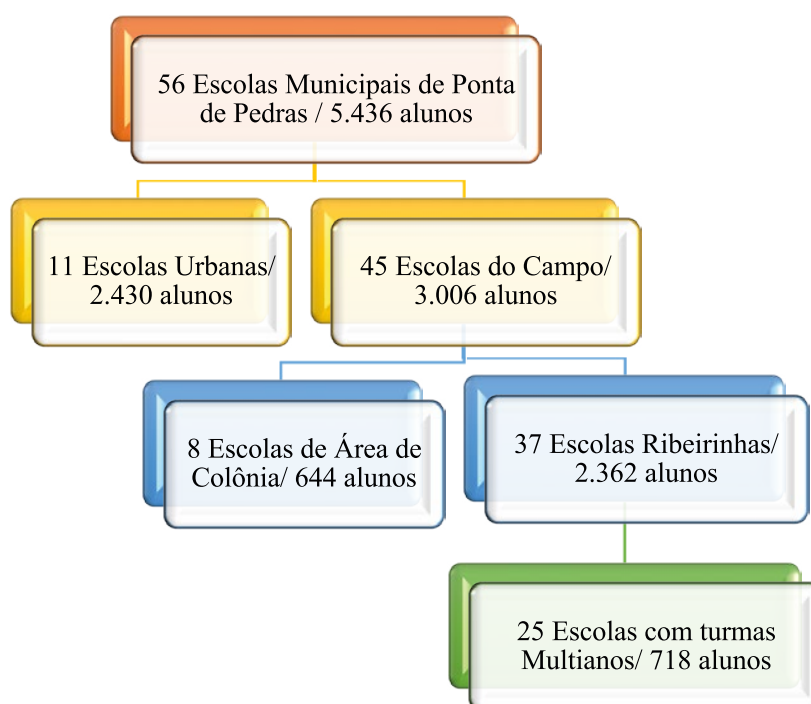 56 Escolas Municipais de Ponta
de Pedras / 5.436 alunos
11 Escolas Urbanas/
2.430 alunos
45 Escolas do Campo/
3.006 alunos
8 Escolas de Área de
Colônia/ 644 alunos
37 Escolas Ribeirinhas/
2.362 alunos
25 Escolas com turmas
Multianos/ 718 alunos